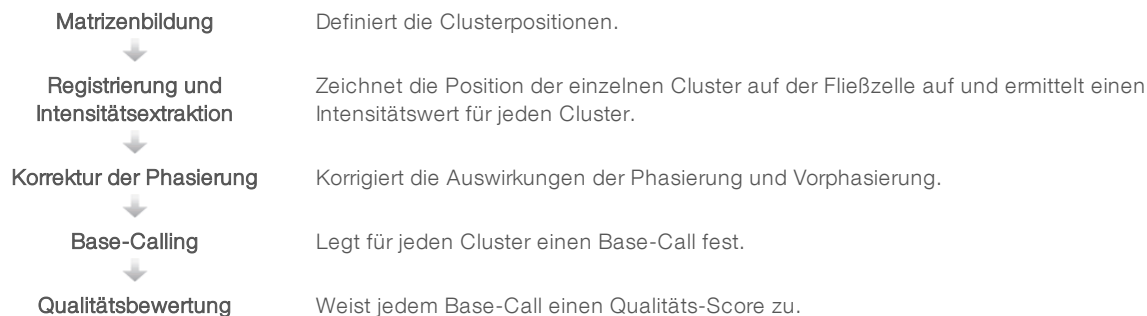 Matrizenbildung Definiert die Clusterpositionen.
Registrierung und Zeichnet die Position der einzelnen Cluster auf der Fließzelle auf und ermittelt einen
Intensitätsextraktion Intensitätswert für jeden Cluster.
Korrektur der Phasierung Korrigiert die Auswirkungen der Phasierung und Vorphasierung.
Base-Calling Legt für jeden Cluster einen Base-Call fest.
Qualitätsbewertung Weist jedem Base-Call einen Qualitäts-Score zu.